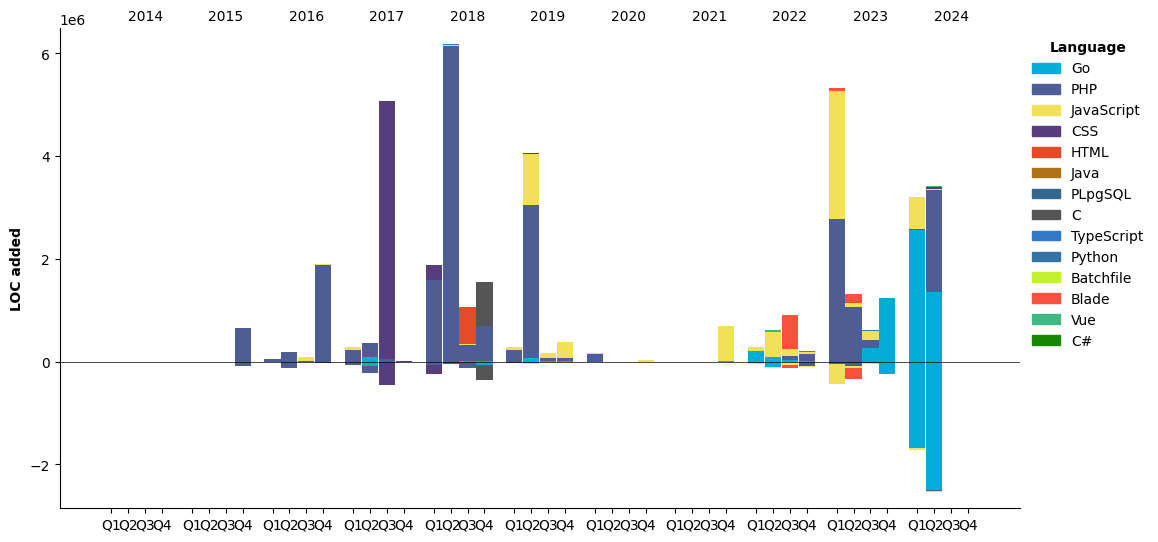 2014 2015 2016 2017 2018 2019 2020 2021 2022 2023 2024
1e6
6
4
2
0
−2
LOC added
Q1Q2Q3Q4 Q1Q2Q3Q4 Q1Q2Q3Q4 Q1Q2Q3Q4 Q1Q2Q3Q4 Q1Q2Q3Q4 Q1Q2Q3Q4 Q1Q2Q3Q4 Q1Q2Q3Q4 Q1Q2Q3Q4 Q1Q2Q3Q4
Language
Go
PHP
JavaScript
CSS
HTML
Java
PLpgSQL
C
TypeScript
Python
Batchfile
Blade
Vue
C#